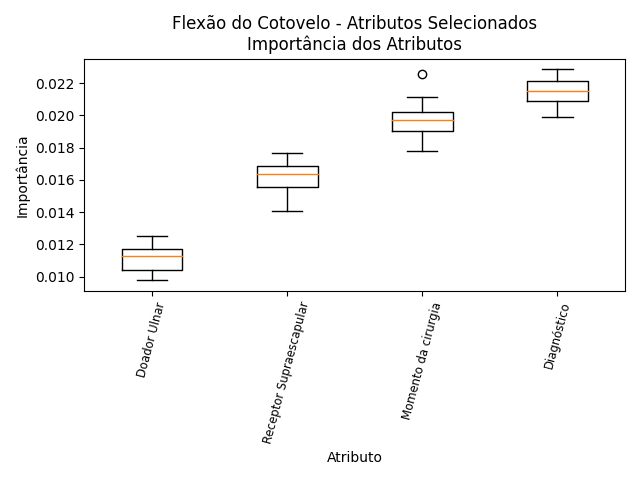 Flexão do Cotovelo - Atributos Selecionados
Importância dos Atributos
Importância
0.022
0.020
0.018
0.016
0.014
0.012
0.010
Doador Ulnar
Receptor Supraescapular
Momento da cirurgia
Diagnóstico
Atributo